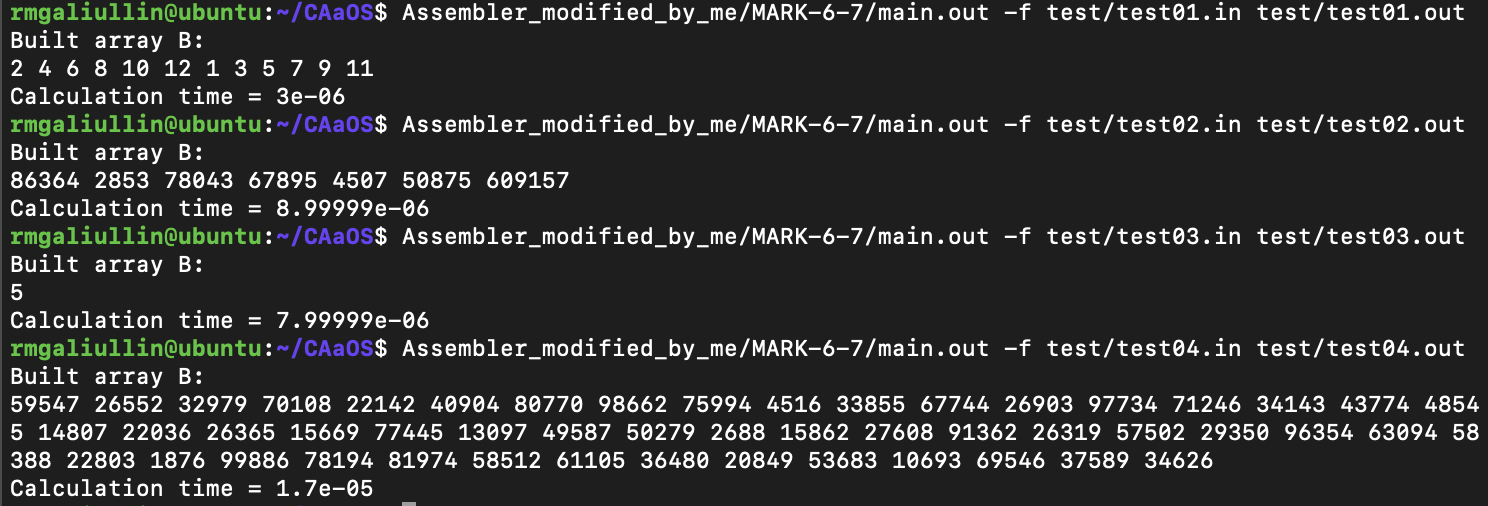 rmgaliullin@ubuntu:~/CAaOS$ Assembler_modified_by_me/MARK-6-7/main.out -f test/test01.in test/test01.out
Built array B:
2 4 6 8 10 12 1 3 5 7 9 11
Calculation time = 3e-06
rmgaliullin@ubuntu:~/CAaOS$ Assembler_modified_by_me/MARK-6-7/main.out -f test/test02.in test/test02.out
Built array B:
86364 2853 78043 67895 4507 50875 609157
Calculation time = 8.99999e-06
rmgaliullin@ubuntu:~/CAaOS$ Assembler_modified_by_me/MARK-6-7/main.out -f test/test03.in test/test03.out
Built array B:
5
Calculation time = 7.99999e-06
rmgaliullin@ubuntu:~/CAaOS$ Assembler_modified_by_me/MARK-6-7/main.out -f test/test04.in test/test04.out
Built array B:
59547 26552 32979 70108 22142 40904 80770 98662 75994 4516 33855 67744 26903 97734 71246 34143 43774 4854
5 14807 22036 26365 15669 77445 13097 49587 50279 2688 15862 27608 91362 26319 57502 29350 96354 63094 58
388 22803 1876 99886 78194 81974 58512 61105 36480 20849 53683 10693 69546 37589 34626
Calculation time = 1.7e-05